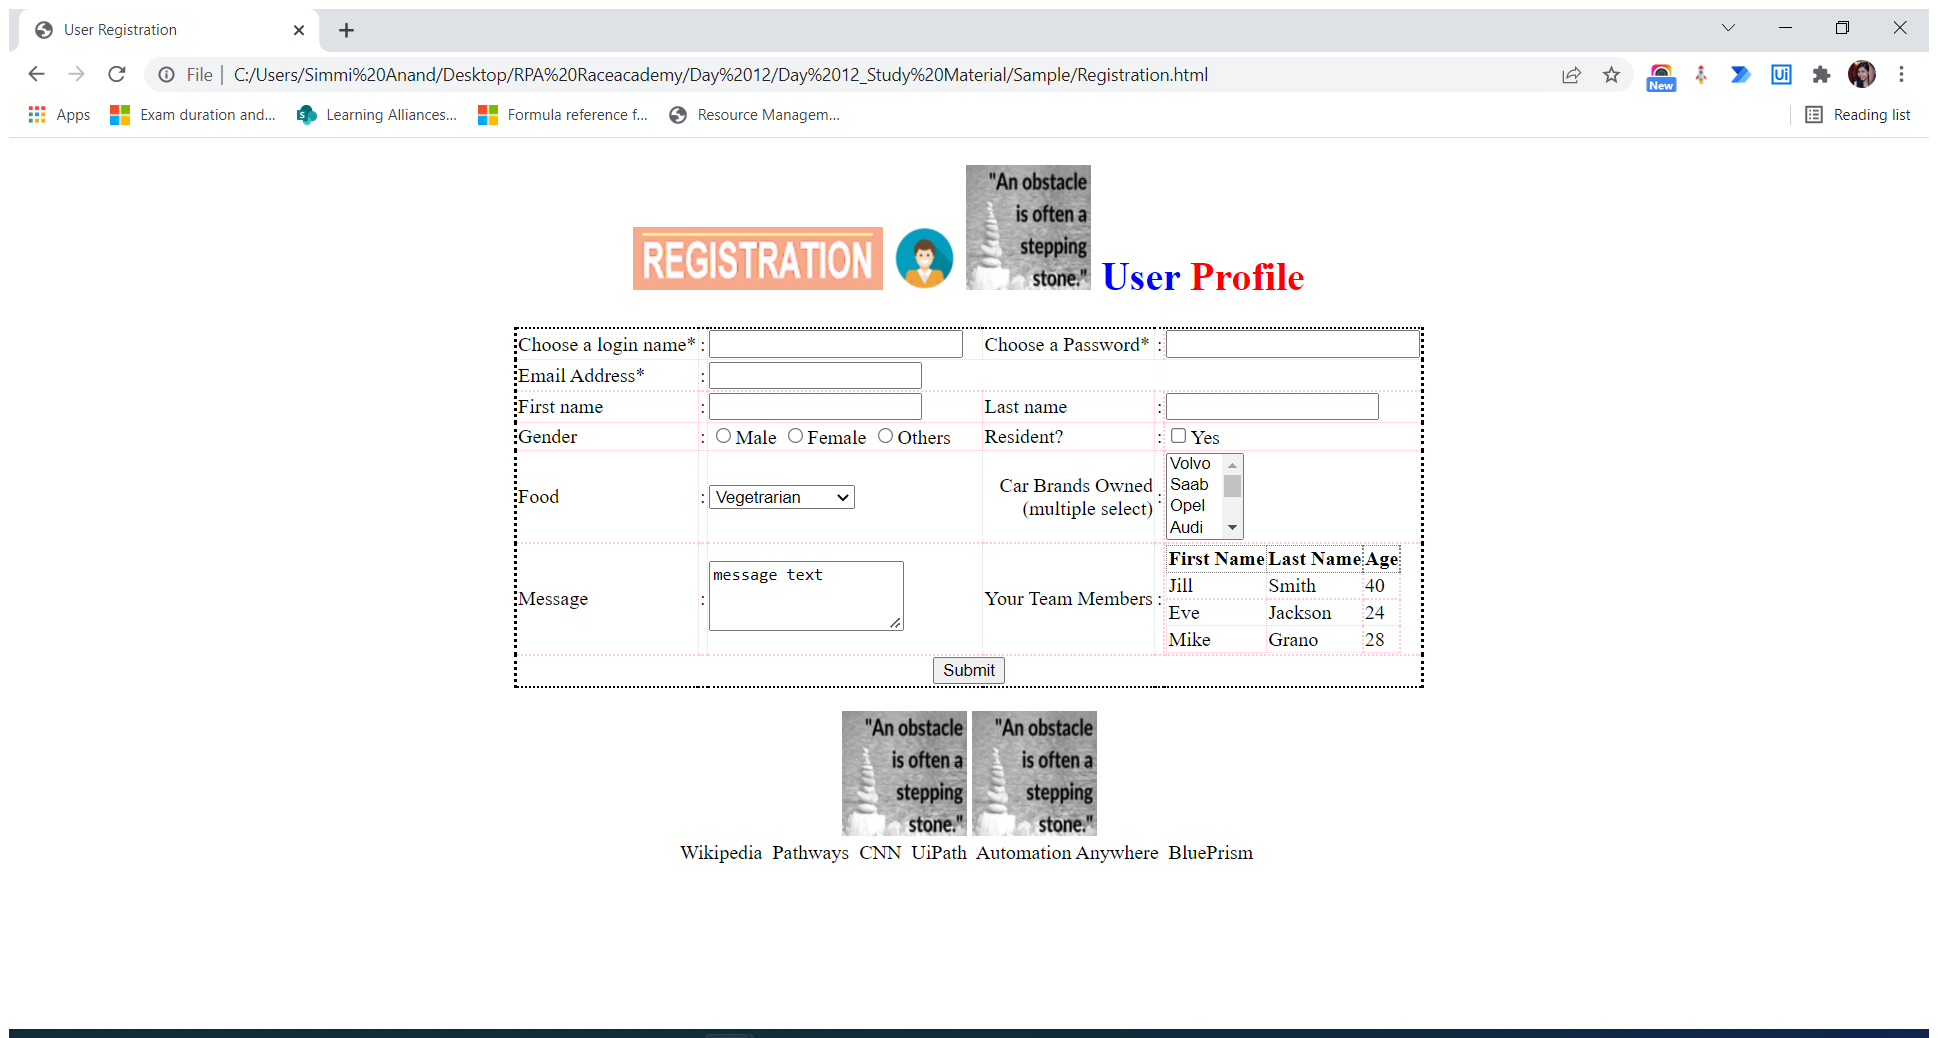 User Registration
File | C:/Users/Simmi%20Anand/Desktop/RPA%20Raceacademy/Day%2012/Day%2012_Study%20Material/Sample/Registration.html
New
Ui
Apps
Exam duration and...
S
Learning Alliances...
Formula reference f...
Resource Managem...
Reading list
REGISTRATION
"An obstacle
is often a
stepping
stone."
User Profile
Choose a login name* :
Choose a Password* :
Email Address* :
First name :
Last name :
Gender : Male Female Others
Resident? : Yes
Food : Vegetrarian
Car Brands Owned
(multiple select) :
Volvo
Saab
Opel
Audi
Message : message text
Your Team Members :
First Name Last Name Age
Jill Smith 40
Eve Jackson 24
Mike Grano 28
Submit
"An obstacle
is often a
stepping
stone."
"An obstacle
is often a
stepping
stone."
Wikipedia Pathways CNN UiPath Automation Anywhere BluePrism